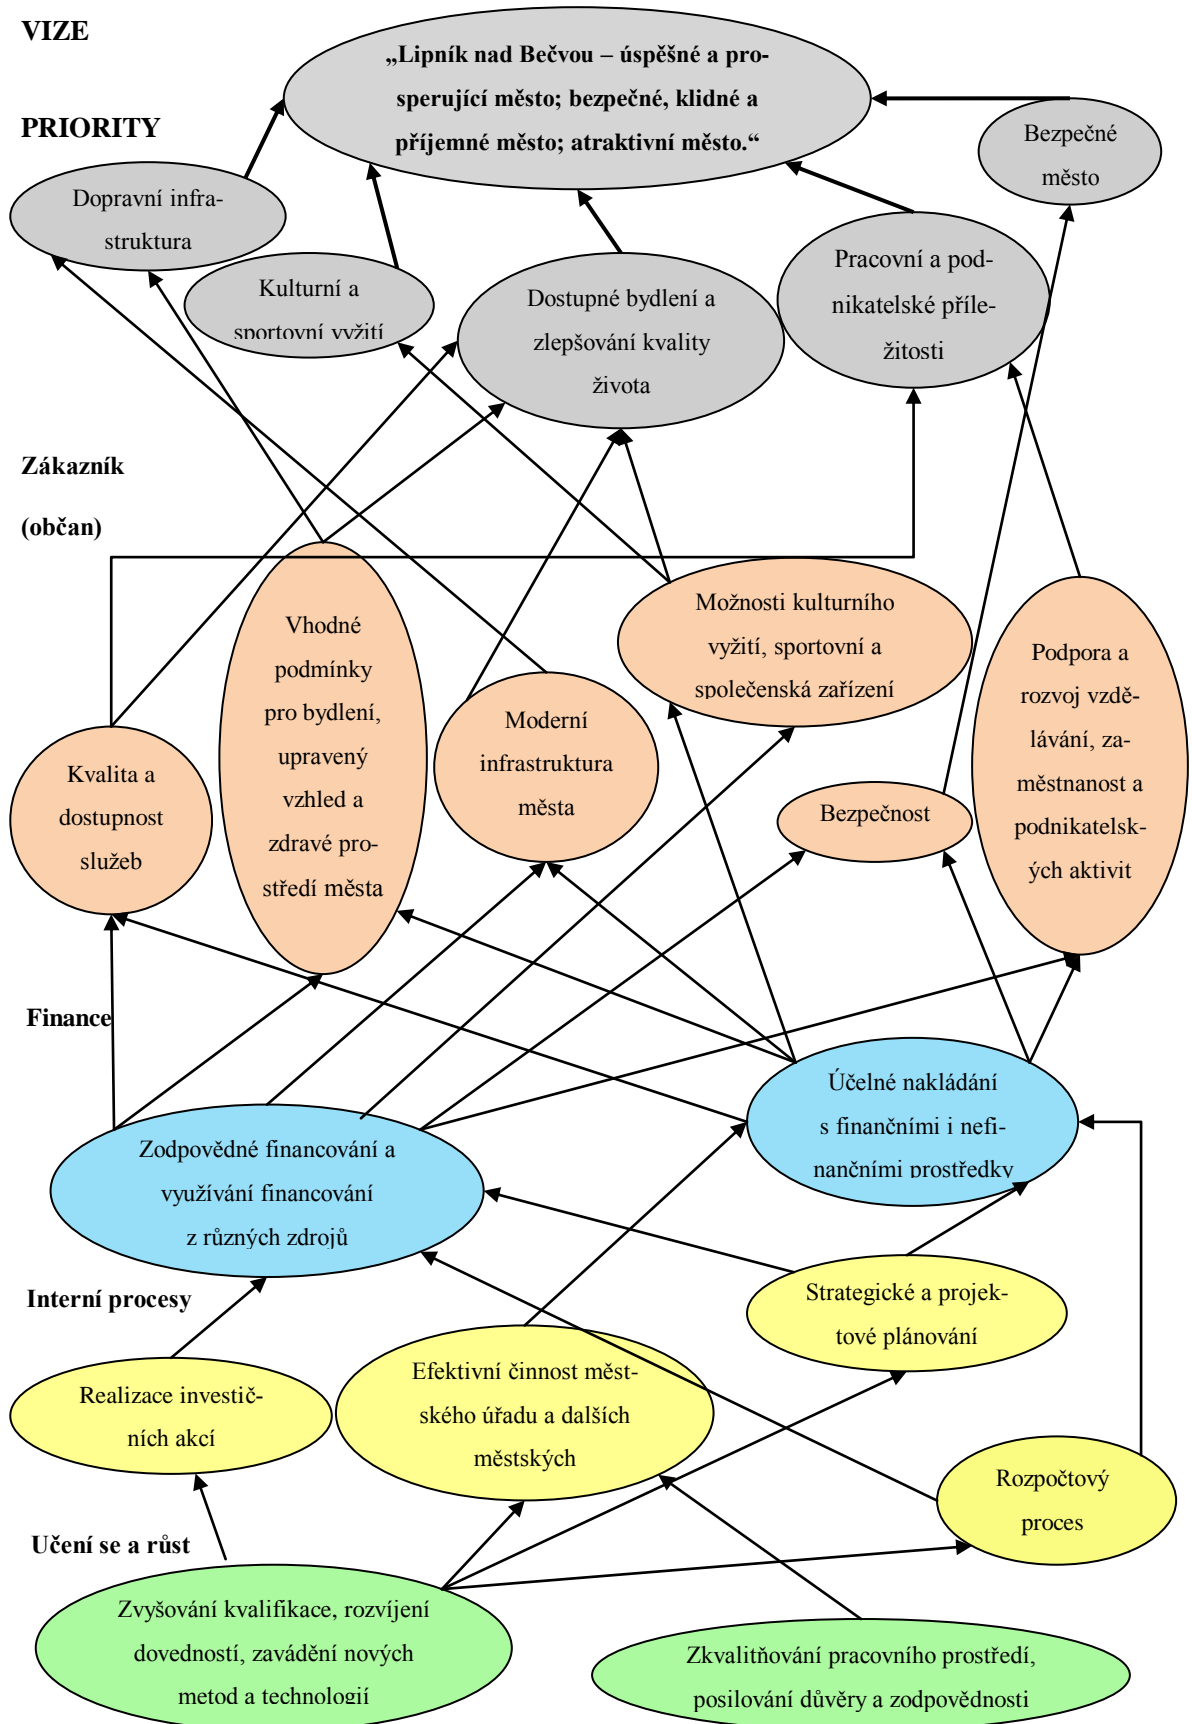 VIZE
„Lipník nad Bečvou – úspěšné a pro-
sperující město; bezpečné, klidné a
příjemné město; atraktivní město.“
PRIORITY
Bezpečné
město
Dopravní infra-
struktura
Kulturní a
sportovní vyžití
Dostupné bydlení a
zlepšování kvality
života
Pracovní a pod-
nikatelské příle-
žitosti
Zákazník
(občan)
Kvalita a
dostupnost
služeb
Vhodné
podmínky
pro bydlení,
upravený
vzhled a
zdravé pro-
středí města
Moderní
infrastruktura
města
Možnosti kulturního
vyžití, sportovní a
společenská zařízení
Bezpečnost
Podpora a
rozvoj vzdě-
lávání, za-
městnanost a
podnikatelsk-
ých aktivit
Finance
Zodpovědné financování a
využívání financování
z různých zdrojů
Účelné nakládání
s finančními i nefi-
nančními prostředky
Interní procesy
Realizace investič-
ních akcí
Efektivní činnost měst-
ského úřadu a dalších
městských
Strategické a projek-
tové plánování
Rozpočtový
proces
Učení se a růst
Zvyšování kvalifikace, rozvíjení
dovedností, zavádění nových
metod a technologií
Zkvalitňování pracovního prostředí,
posilování důvěry a zodpovědnosti